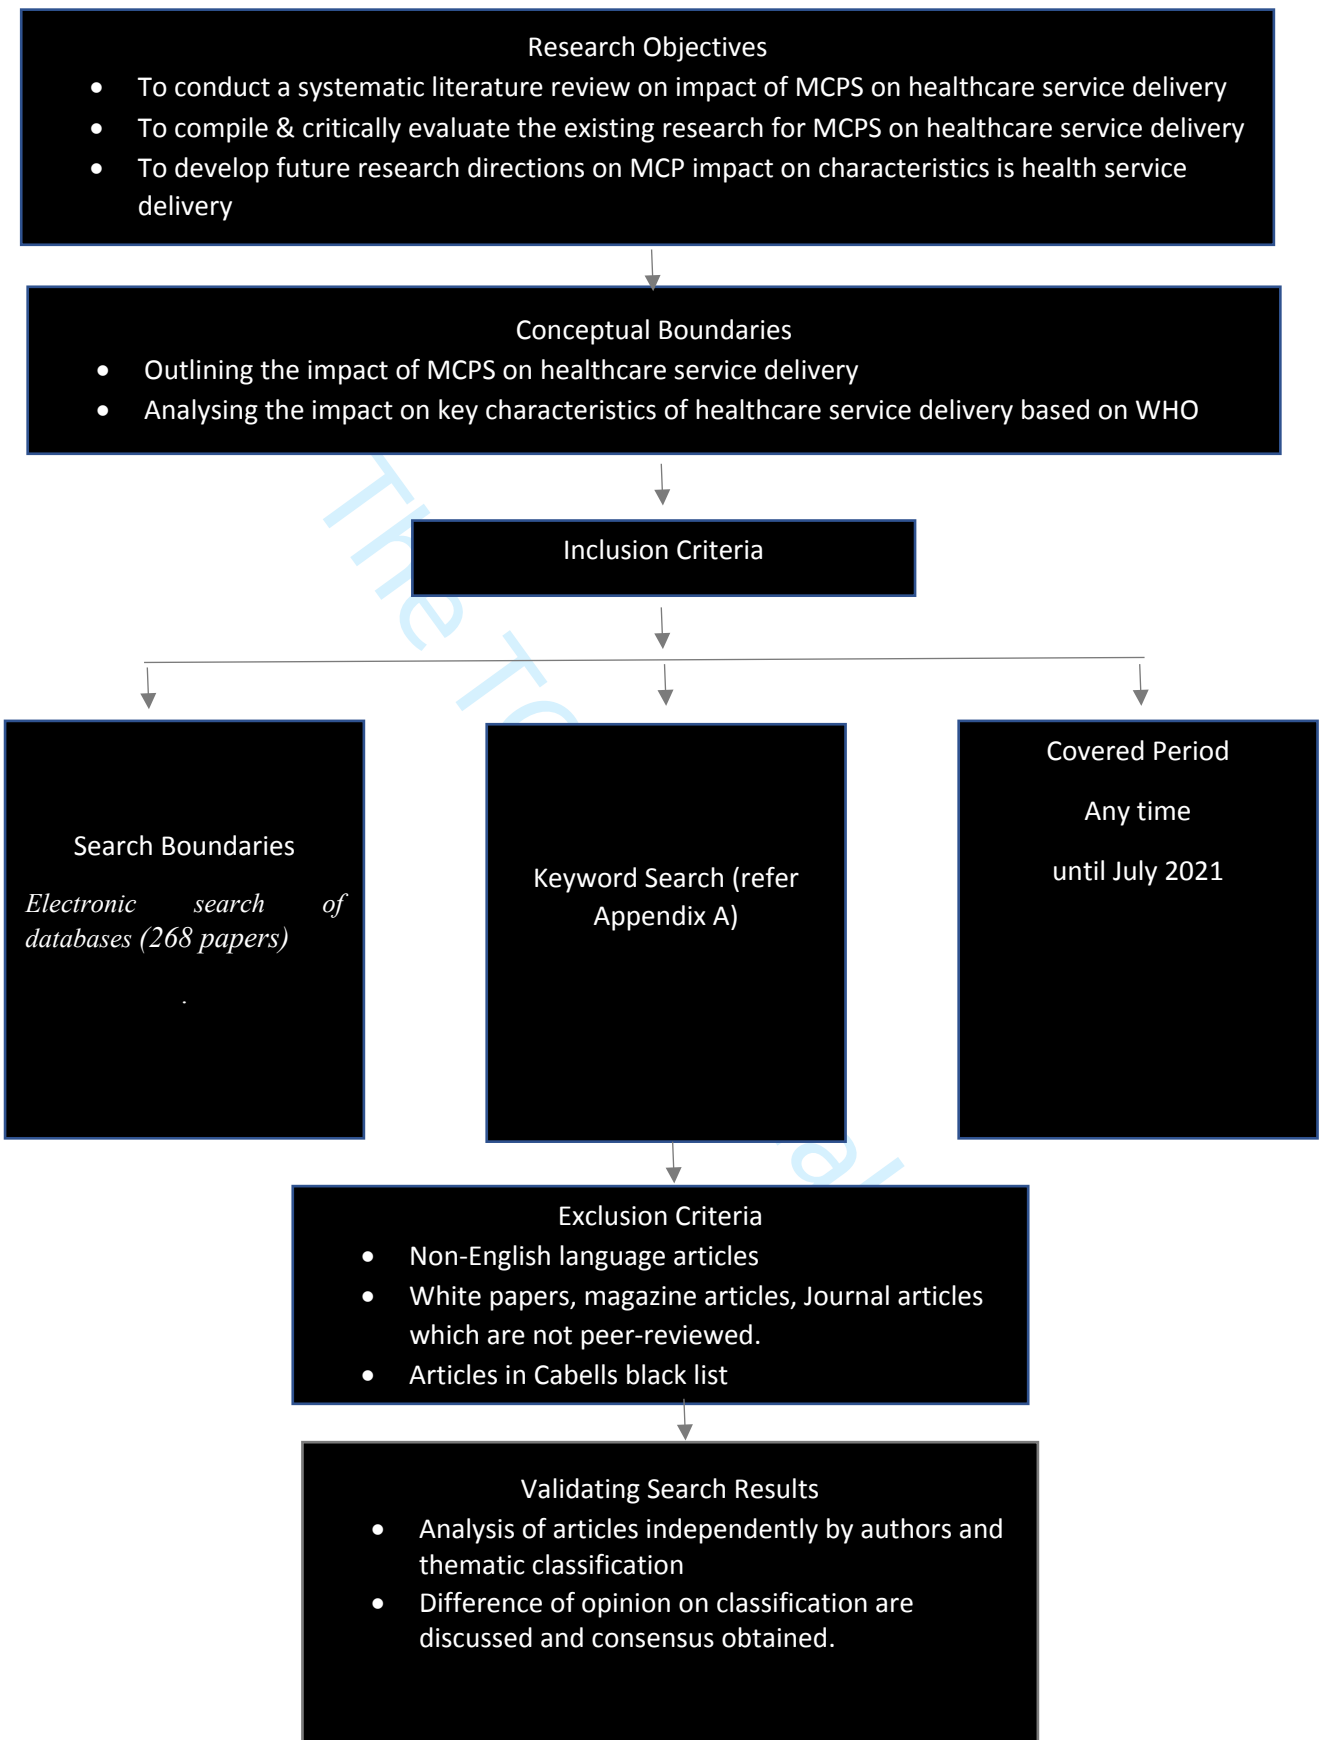 Research Objectives
• To conduct a systematic literature review on impact of MCPS on healthcare service delivery
• To compile & critically evaluate the existing research for MCPS on healthcare service delivery
• To develop future research directions on MCP impact on characteristics is health service
delivery
Conceptual Boundaries
• Outlining the impact of MCPS on healthcare service delivery
• Analysing the impact on key characteristics of healthcare service delivery based on WHO
The
Inclusion Criteria
Search Boundaries
Electronic search of
databases (268 papers)
.
Keyword Search (refer
Appendix A)
Covered Period
Any time
until July 2021
Exclusion Criteria
• Non-English language articles
• White papers, magazine articles, Journal articles
which are not peer-reviewed.
• Articles in Cabells black list
Validating Search Results
• Analysis of articles independently by authors and
thematic classification
• Difference of opinion on classification are
discussed and consensus obtained.